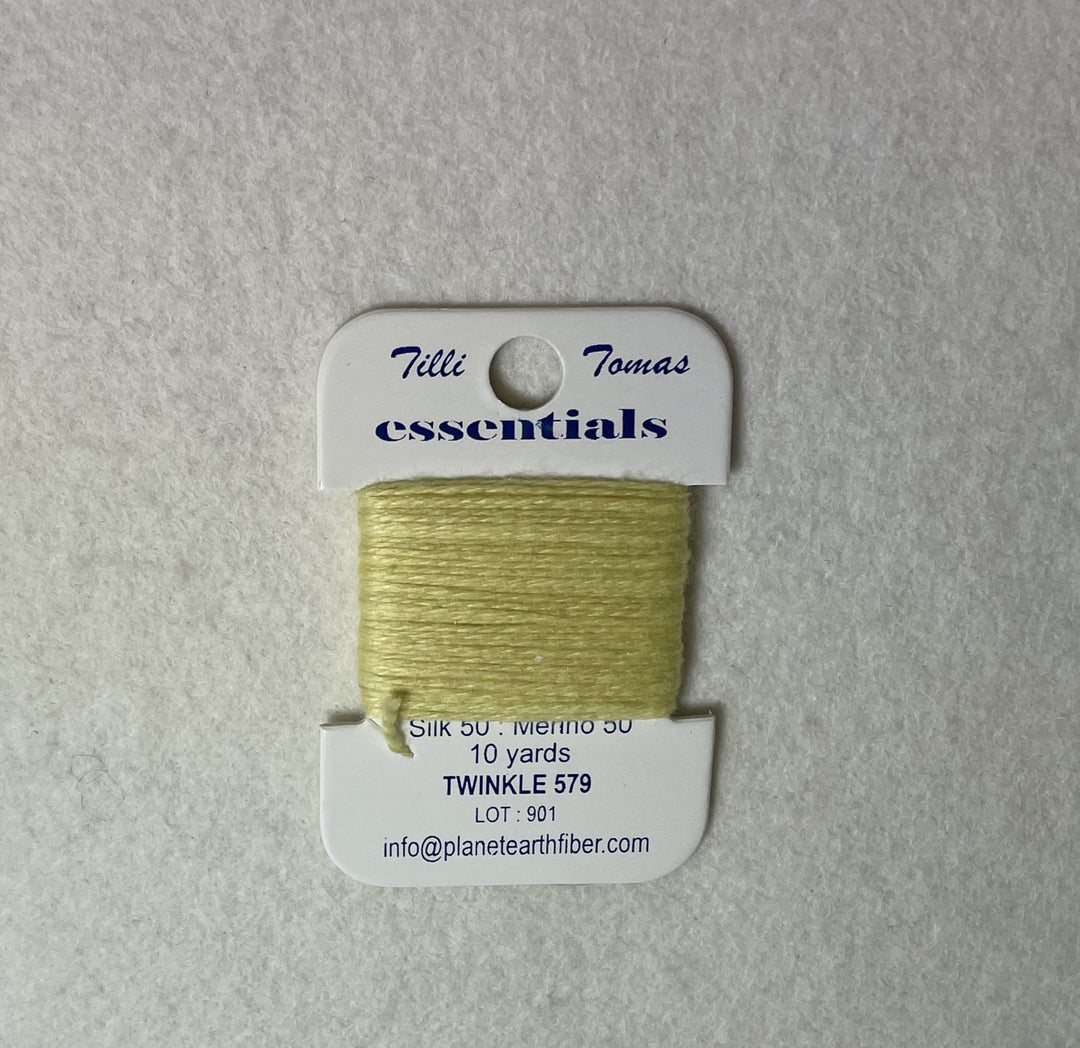 Tilli Tomas
essentials
Silk 50 : Merino 50
10 yards
TWINKLE 579
LOT : 901
info@planetearthfiber.com